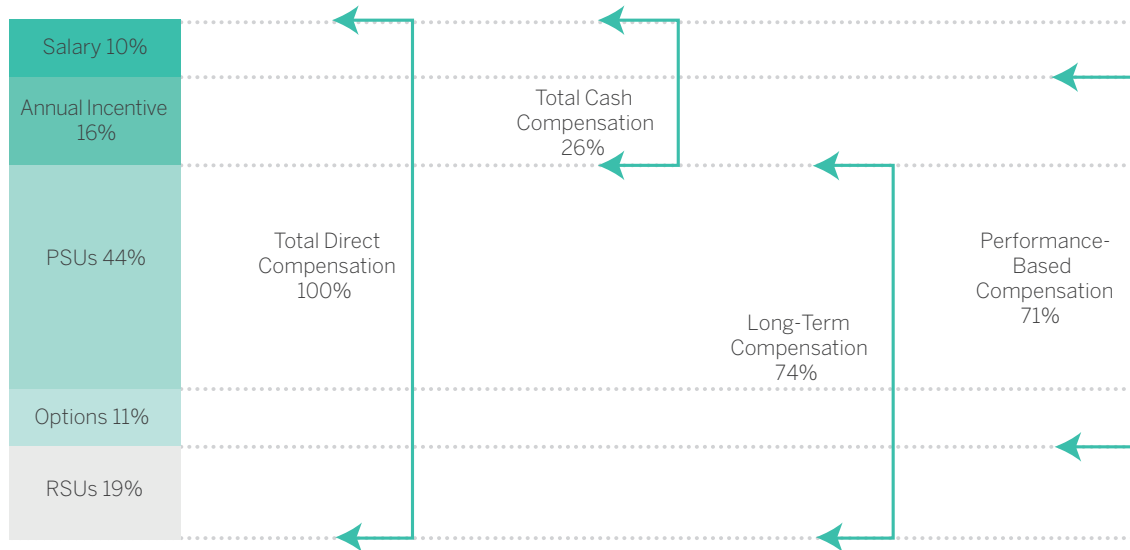 Salary 10%
Annual Incentive
16%
PSUs 44%
Options 11%
RSUs 19%
Total Direct
Compensation
100%
Total Cash
Compensation
26%
Long-Term
Compensation
74%
Performance-
Based
Compensation
71%